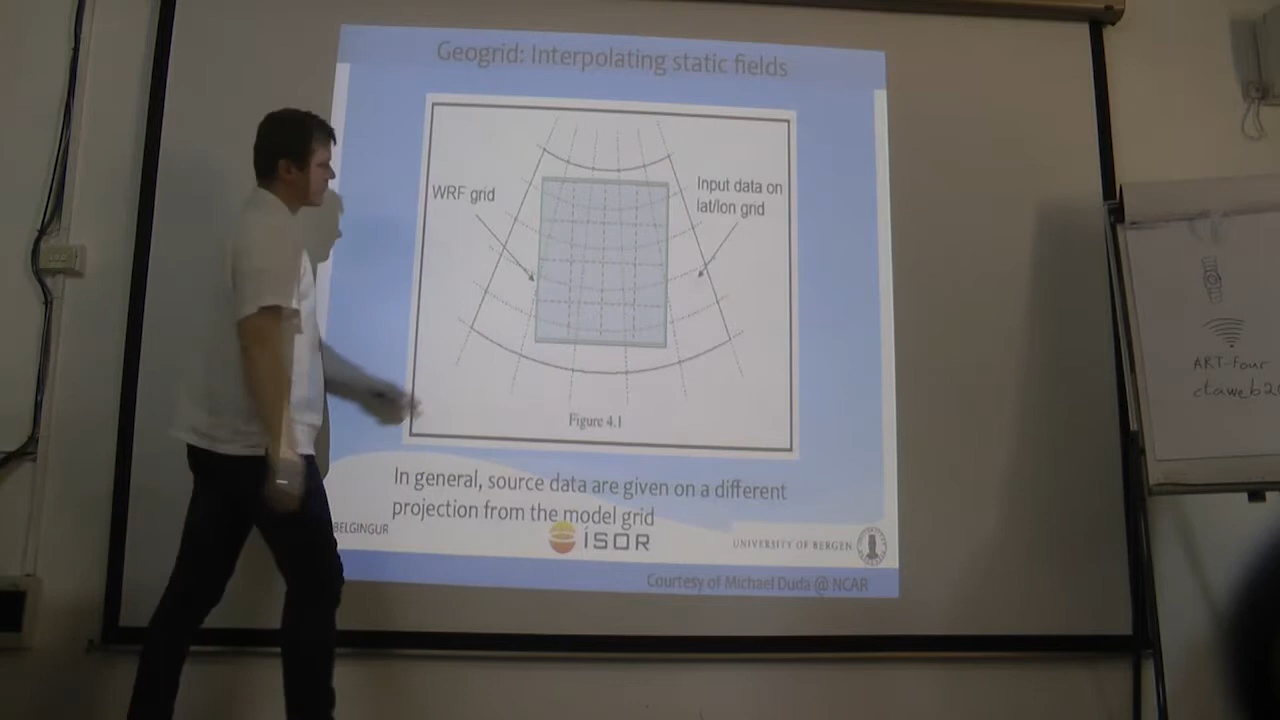 Geogrid: Interpolating static fields
WRF grid
Input data on
lat/lon grid
Figure 4.1
In general, source data are given on a different
projection from the model grid
BELGINGUR
ÍSOR
UNIVERSITY OF BERGEN
Courtesy of Michael Duda @ NCAR
ART-four